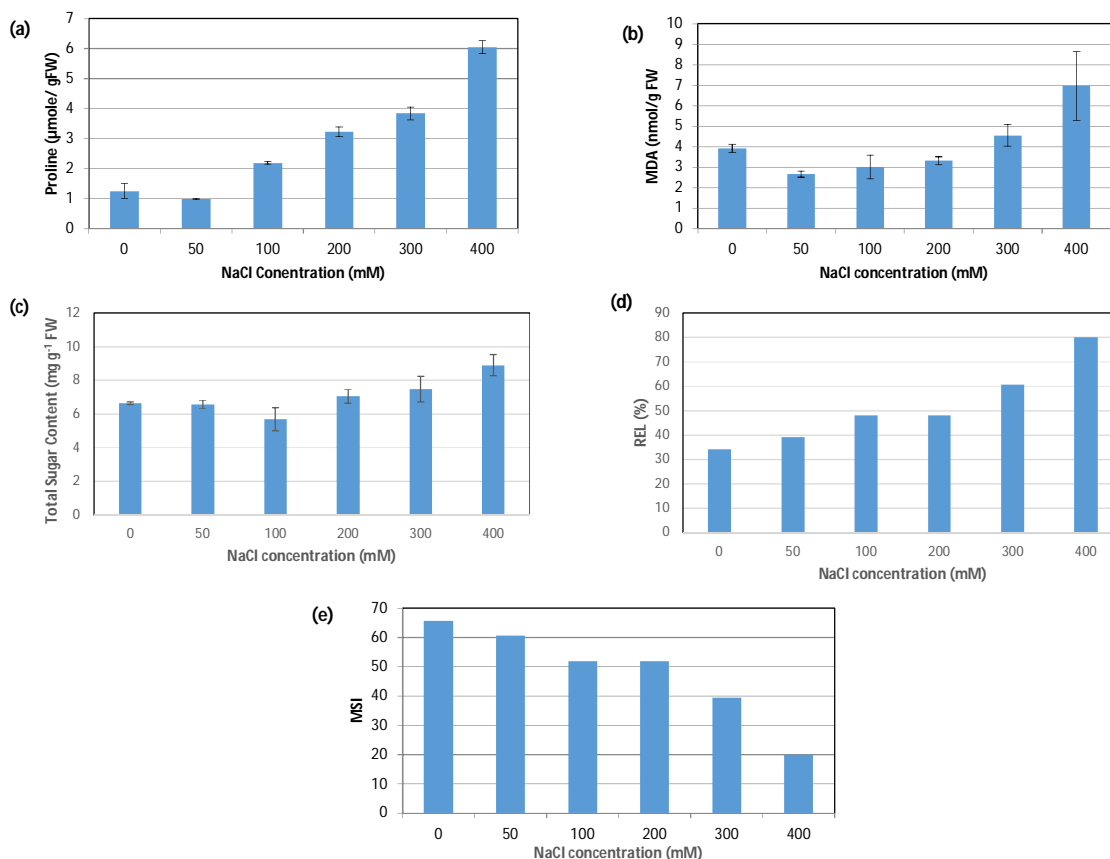 (a)
Proline (µmole/ gFW)
7
6
5
4
3
2
1
0
0 50 100 200 300 400
NaCl Conentration (mM)
(b)
MDA (nmol/g FW)
10
9
8
7
6
5
4
3
2
1
0
0 50 100 200 300 400
NaCl concentration (mM)
(c)
Total Sugar Content (mg g⁻¹ FW)
12
10
8
6
4
2
0
0 50 100 200 300 400
NaCl concentration (mM)
(d)
REL (%)
90
80
70
60
50
40
30
20
10
0
0 50 100 200 300 400
NaCl concentration (mM)
(e)
MSI
70
60
50
40
30
20
10
0
0 50 100 200 300 400
NaCl concentration (mM)